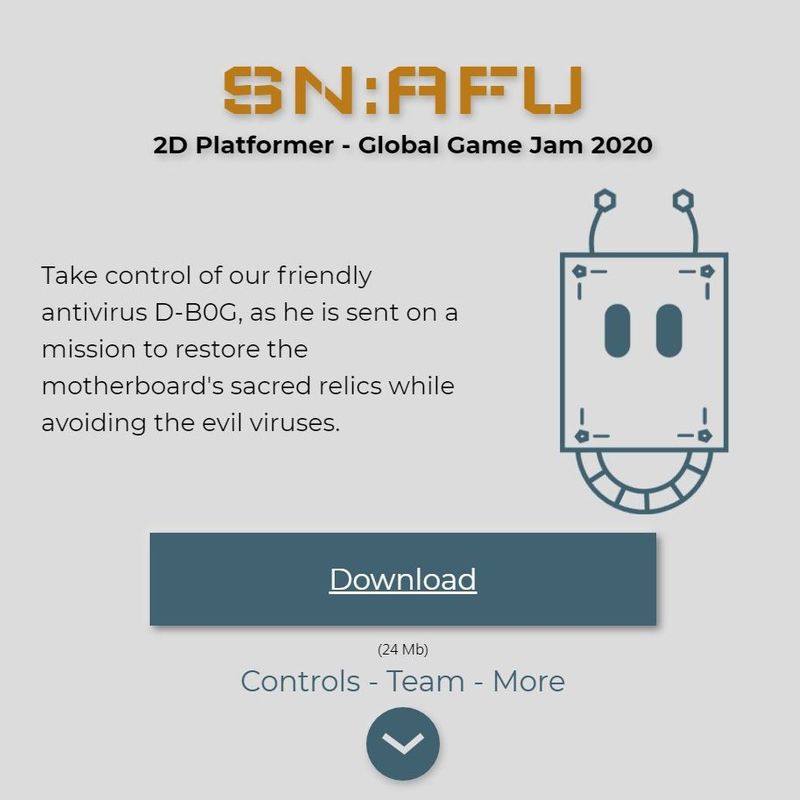 SN:AFU
2D Platformer - Global Game Jam 2020
Take control of our friendly
antivirus D-B0G, as he is sent on a
mission to restore the
motherboard's sacred relics while
avoiding the evil viruses.
Download
(24 Mb)
Controls - Team - More